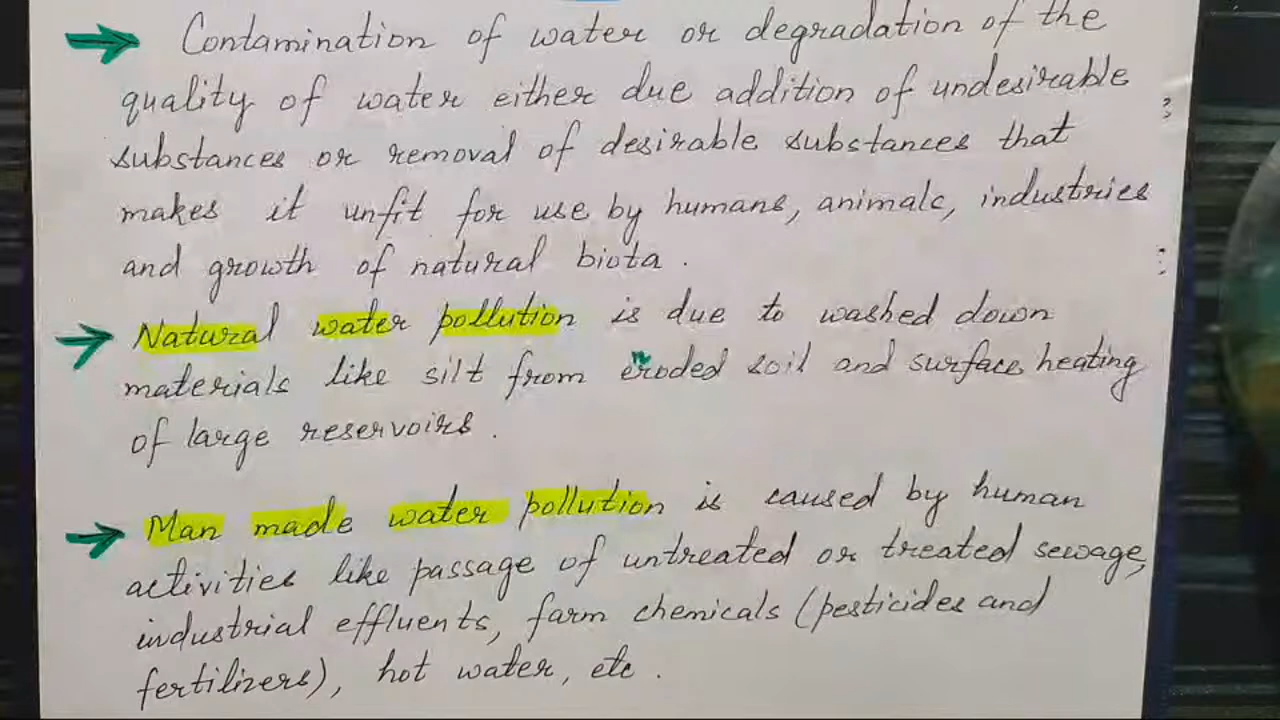 Contamination of water or degradation of the
quality of water either due addition of undesirable
substances or removal of desirable substances that
makes it unfit for use by humans, animals, industries
and growth of natural biota.
Natural water pollution is due to washed down
materials like silt from eroded soil and surface heating
of large reservoirs.
Man made water pollution is caused by human
activities like passage of untreated or treated sewage,
industrial effluents, farm chemicals (pesticides and
fertilizers), hot water, etc.